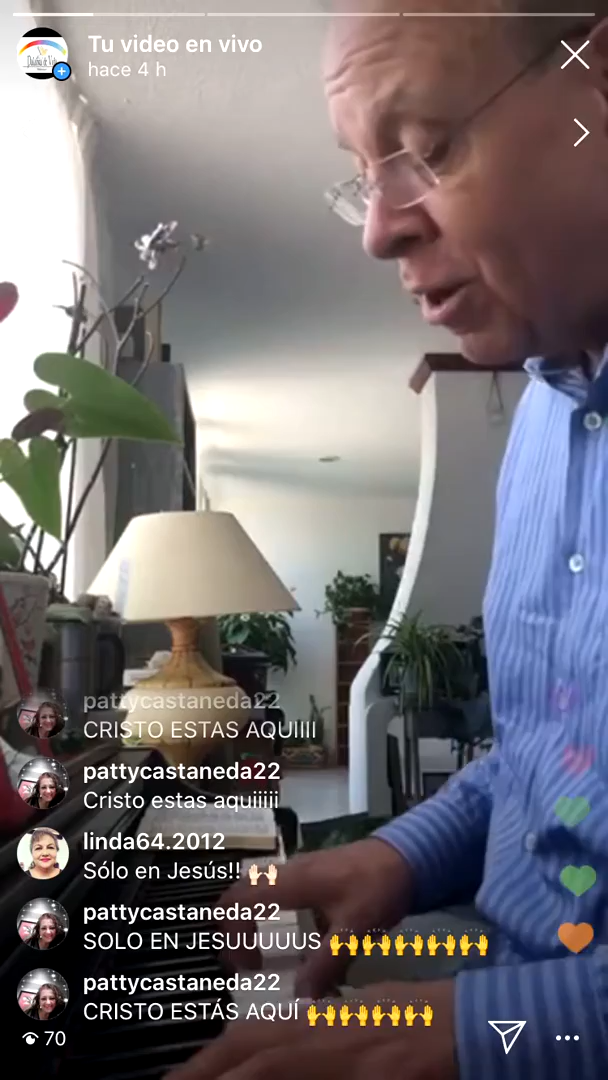 Tu video en vivo
hace 4 h
pattycastaneda22
CRISTO ESTAS AQUIIII
pattycastaneda22
Cristo estas aquiiiii
linda64.2012
Sólo en Jesús!! 🙌🏻
pattycastaneda22
SOLO EN JESUUUUUS 🙌🙌🙌🙌🙌
pattycastaneda22
CRISTO ESTÁS AQUÍ 🙌🙌🙌🙌
70